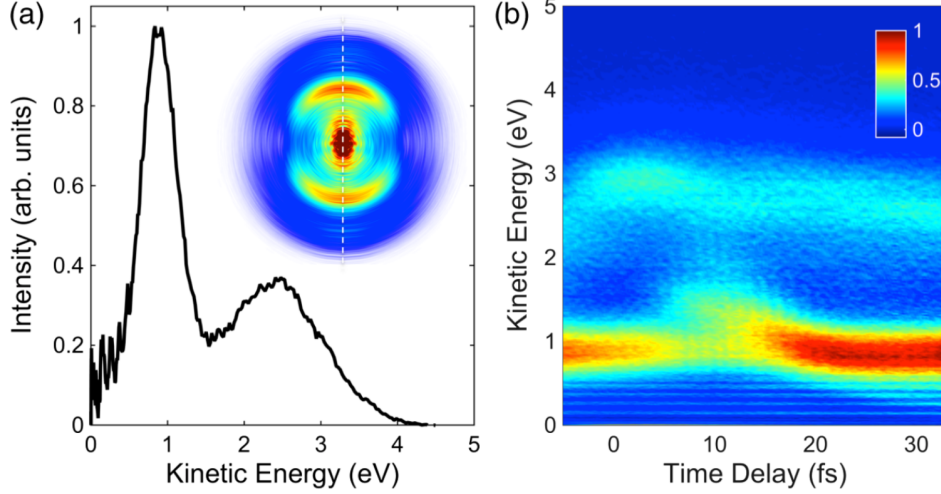 (a)
1
0.8
0.6
0.4
0.2
0
Intensity (arb. units)
0 1 2 3 4 5
Kinetic Energy (eV)
(b)
5
4
3
2
1
0
Kinetic Energy (eV)
1
0.5
0
0 10 20 30
Time Delay (fs)